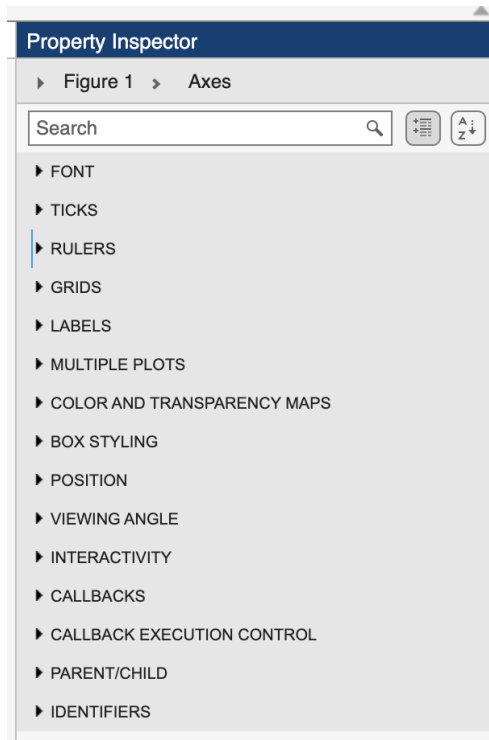 Property Inspector
Figure 1 Axes
Search
A
Z
FONT
TICKS
RULERS
GRIDS
LABELS
MULTIPLE PLOTS
COLOR AND TRANSPARENCY MAPS
BOX STYLING
POSITION
VIEWING ANGLE
INTERACTIVITY
CALLBACKS
CALLBACK EXECUTION CONTROL
PARENT/CHILD
IDENTIFIERS